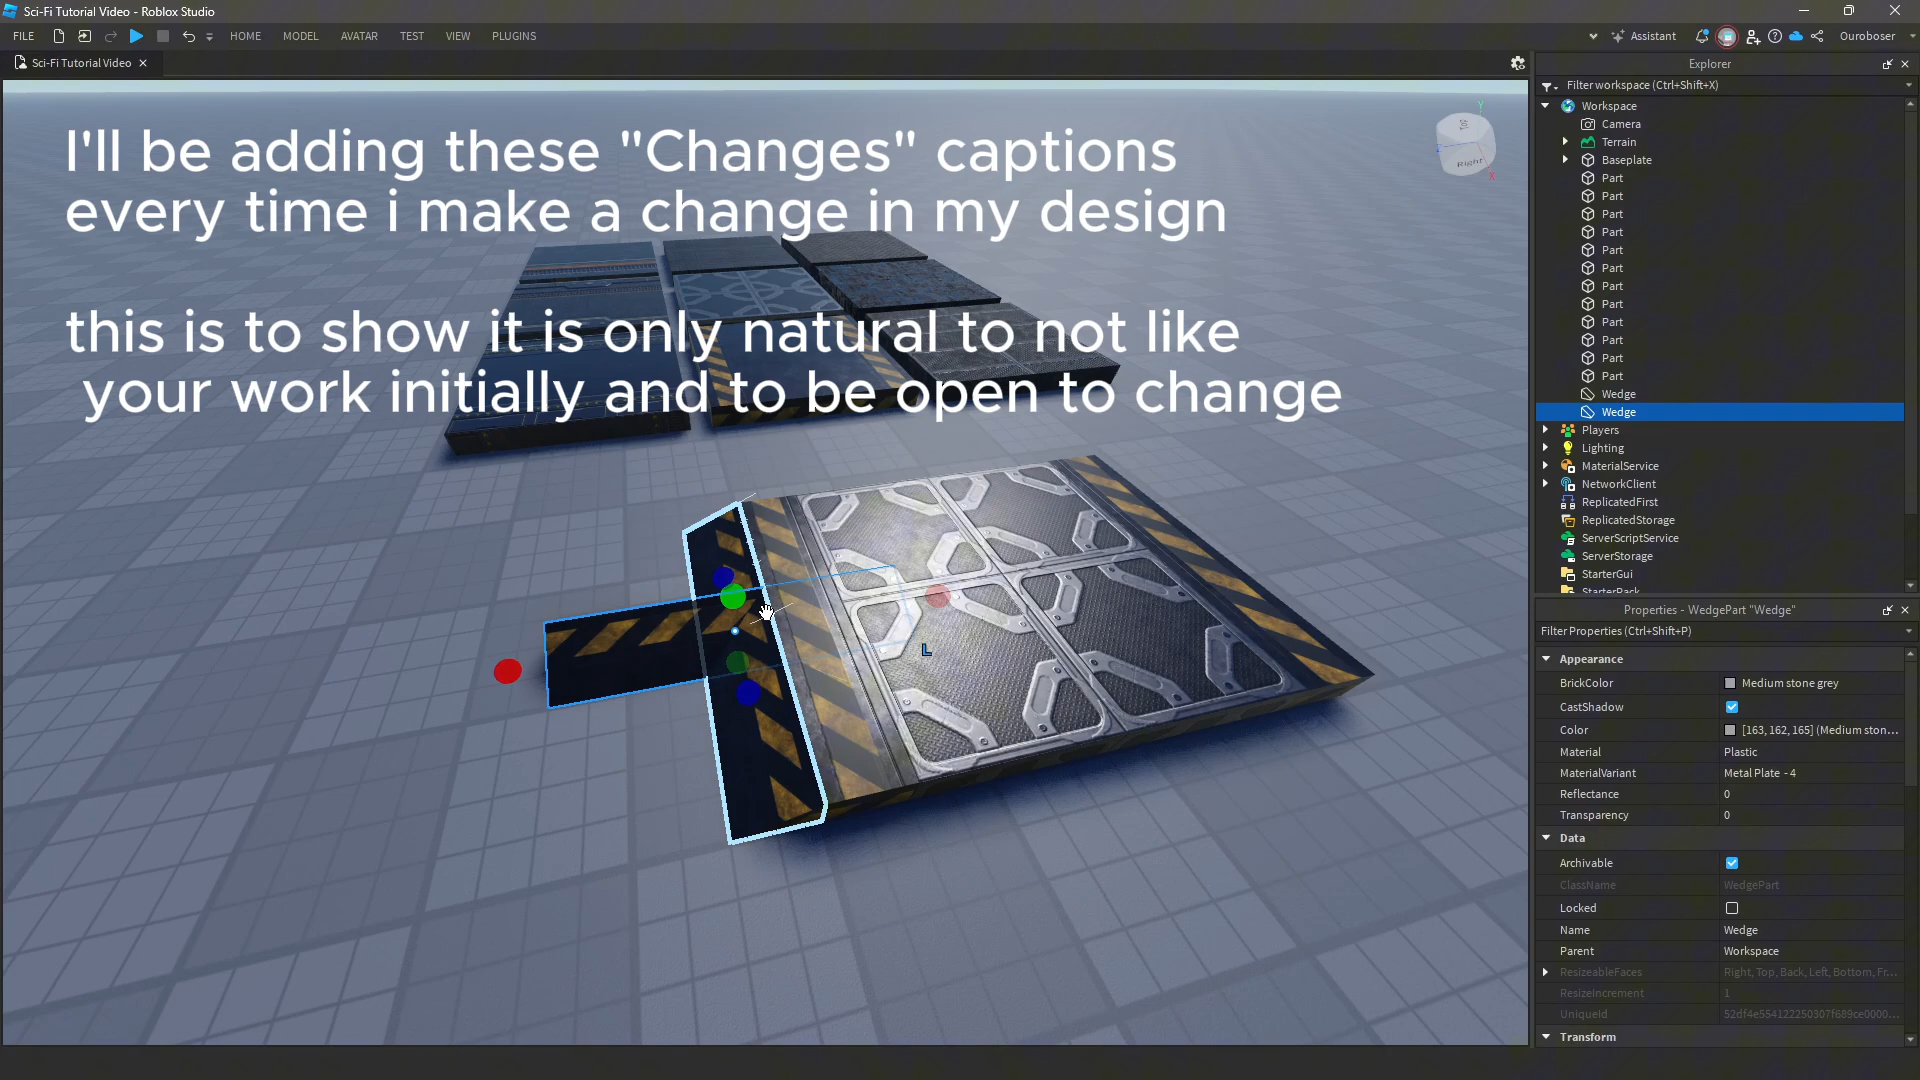 Sci-Fi Tutorial Video - Roblox Studio
FILE
HOME
MODEL
AVATAR
TEST
VIEW
PLUGINS
Assistant
Ouroboser
Sci-Fi Tutorial Video
I'll be adding these "Changes" captions
every time i make a change in my design
this is to show it is only natural to not like
your work initially and to be open to change
Top
Right
Y
Z
X
L
Explorer
Filter workspace (Ctrl+Shift+X)
Workspace
Camera
Terrain
Baseplate
Part
Part
Part
Part
Part
Part
Part
Part
Part
Part
Part
Part
Wedge
Wedge
Players
Lighting
MaterialService
NetworkClient
ReplicatedFirst
ReplicatedStorage
ServerScriptService
ServerStorage
StarterGui
StarterPack
Properties - WedgePart "Wedge"
Filter Properties (Ctrl+Shift+P)
Appearance
BrickColor Medium stone grey
CastShadow
Color [163, 162, 165] (Medium ston...
Material Plastic
MaterialVariant Metal Plate - 4
Reflectance 0
Transparency 0
Data
Archivable
ClassName WedgePart
Locked
Name Wedge
Parent Workspace
ResizeableFaces Right, Top, Back, Left, Bottom, Fr...
ResizeIncrement 1
UniqueId 52df4e554122250307f689ce0000...
Transform